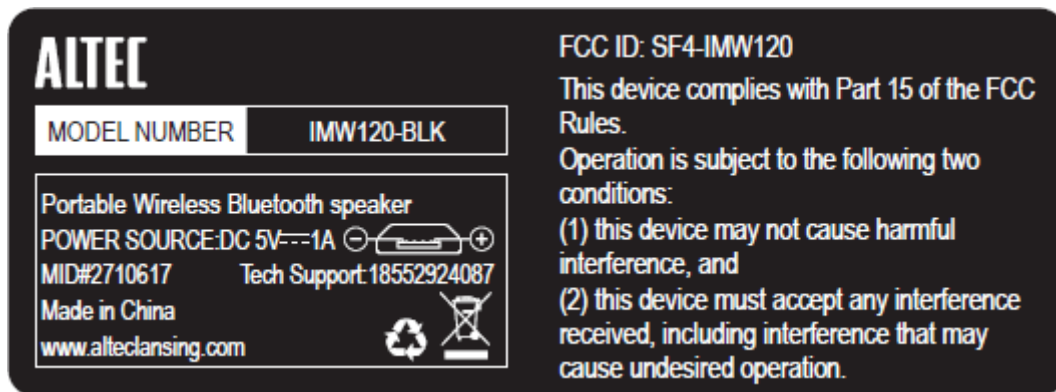 ALTEC
MODEL NUMBER IMW120-BLK
Portable Wireless Bluetooth speaker
POWER SOURCE:DC 5V⎓1A
MID#2710617 Tech Support:18552924087
Made in China
www.alteclansing.com
FCC ID: SF4-IMW120
This device complies with Part 15 of the FCC
Rules.
Operation is subject to the following two
conditions:
(1) this device may not cause harmful
interference, and
(2) this device must accept any interference
received, including interference that may
cause undesired operation.